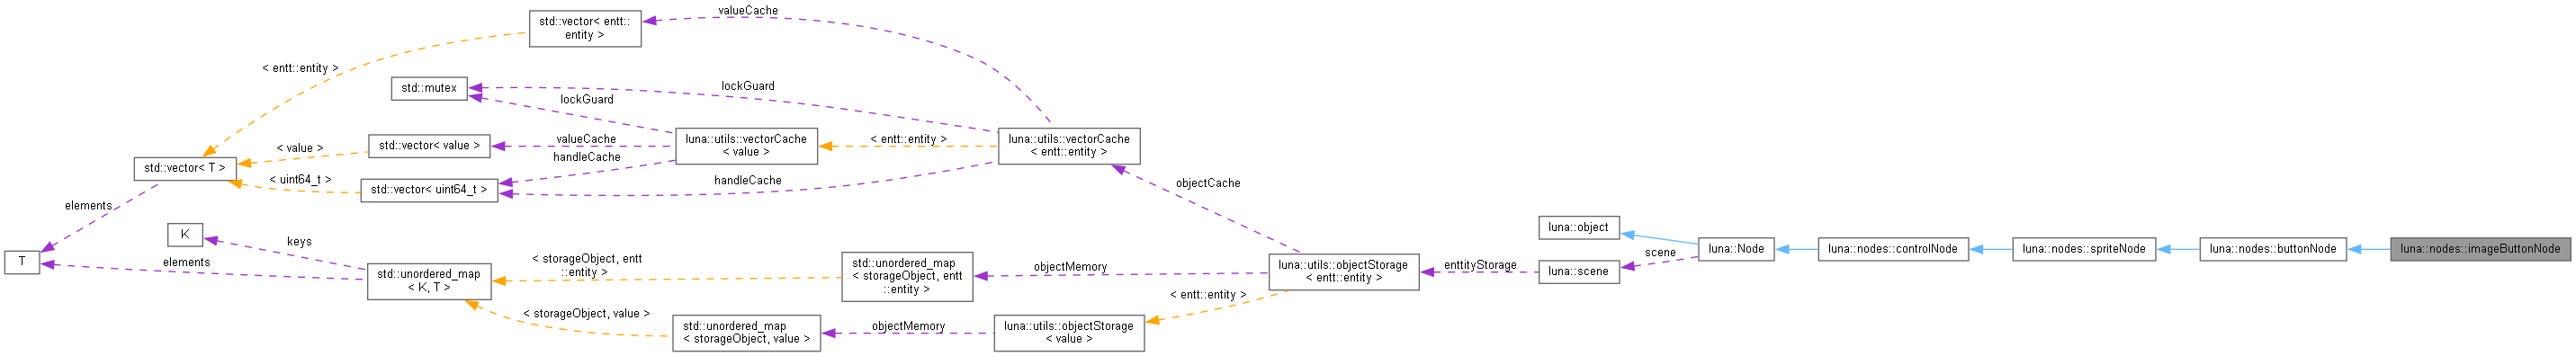 valueCache
std::vector< entt::
entity >
< entt::entity >
lockGuard
std::mutex
lockGuard
luna::utils::vectorCache
< value >
valueCache
< entt::entity >
luna::utils::vectorCache
< entt::entity >
std::vector< value >
< value >
handleCache
std::vector< T >
< uint64_t >
std::vector< uint64_t >
handleCache
objectCache
elements
K
keys
luna::object
luna::Node
luna::nodes::controlNode
luna::nodes::spriteNode
luna::nodes::buttonNode
luna::nodes::imageButtonNode
T
elements
std::unordered_map
< K, T >
< storageObject, entt
::entity >
std::unordered_map
< storageObject, entt
::entity >
objectMemory
luna::utils::objectStorage
< entt::entity >
enttityStorage
luna::scene
scene
< entt::entity >
< storageObject, value >
std::unordered_map
< storageObject, value >
objectMemory
luna::utils::objectStorage
< value >